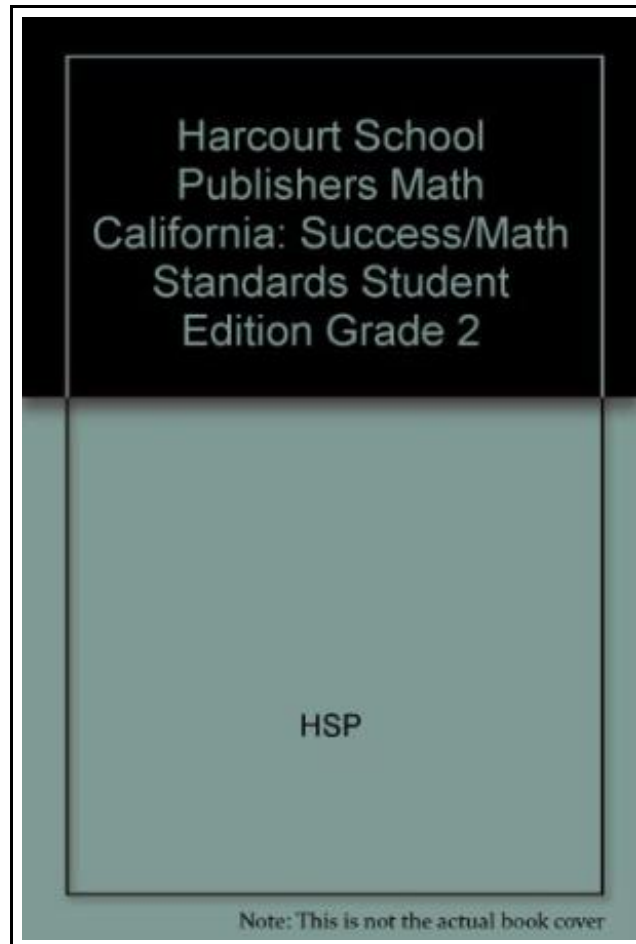 Harcourt School
Publishers Math
California: Success/Math
Standards Student
Edition Grade 2
HSP
Note: This is not the actual book cover